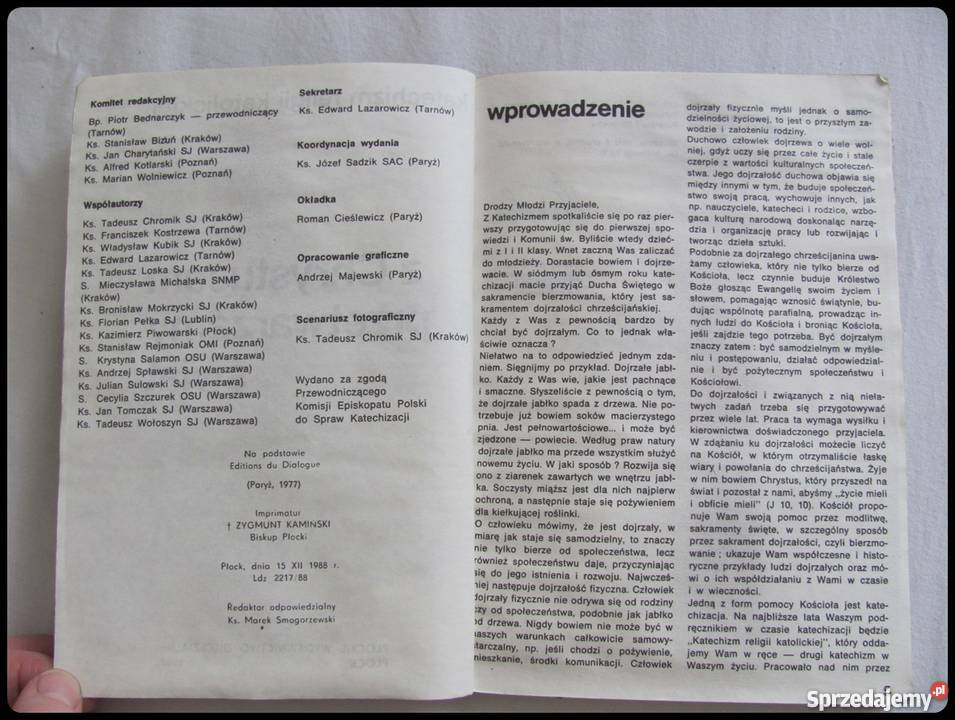 Komitet redakcyjny
Bp. Piotr Bednarczyk — przewodniczący
(Tarnów)
Ks. Stanisław Bizuń (Kraków)
Ks. Jan Charytański SJ (Warszawa)
Ks. Alfred Kotlarski (Poznań)
Ks. Marian Wolniewicz (Poznań)
Współautorzy
Ks. Tadeusz Chromik SJ (Kraków)
Ks. Franciszek Kostrzewa (Tarnów)
Ks. Władysław Kubik SJ (Kraków)
Ks. Edward Lazarowicz (Tarnów)
Ks. Tadeusz Loska SJ (Kraków)
S. Mieczysława Michalska SNMP
(Kraków)
Ks. Bronisław Mokrzycki SJ (Kraków)
Ks. Florian Pełka SJ (Lublin)
Ks. Kazimierz Piwowarski (Płock)
Ks. Stanisław Rejmoniak OMI (Poznań)
S. Krystyna Salamon OSU (Warszawa)
Ks. Andrzej Spławski SJ (Warszawa)
Ks. Julian Sulowski SJ (Warszawa)
S. Cecylia Szczurek OSU (Warszawa)
Ks. Jan Tomczak SJ (Warszawa)
Ks. Tadeusz Wołoszyn SJ (Warszawa)
Sekretarz
Ks. Edward Lazarowicz (Tarnów)
Koordynacja wydania
Ks. Józef Sadzik SAC (Paryż)
Okładka
Roman Cieślewicz (Paryż)
Opracowanie graficzne
Andrzej Majewski (Paryż)
Scenariusz fotograficzny
Ks. Tadeusz Chromik SJ (Kraków)
Wydano za zgodą
Przewodniczącego
Komisji Episkopatu Polski
do Spraw Katechizacji
Na podstawie
Editions du Dialogue
(Paryż, 1977)
Imprimatur
† ZYGMUNT KAMIŃSKI
Biskup Płocki
Płock, dnia 15 XII 1988 r.
Ldz 2217/88
Redaktor odpowiedzialny
Ks. Marek Smogorzewski
wprowadzenie
Drodzy Młodzi Przyjaciele,
Z Katechizmem spotkaliście się po raz pier-
wszy przygotowując się do pierwszej spo-
wiedzi i Komunii św. Byliście wtedy dzieć-
mi z I i II klasy. Wnet zaczną Was zaliczać
do młodzieży. Dorastacie bowiem i dojrze-
wacie. W siódmym lub ósmym roku kate-
chizacji macie przyjąć Ducha Świętego w
sakramencie bierzmowania, który jest sa-
kramentem dojrzałości chrześcijańskiej.
Każdy z Was z pewnością bardzo by
chciał być dojrzałym. Co to jednak wła-
ściwie oznacza ?
Niełatwo na to odpowiedzieć jednym zda-
niem. Sięgnijmy po przykład. Dojrzałe jabł-
ko. Każdy z Was wie, jakie jest pachnące
i smaczne. Słyszeliście z pewnością o tym,
że dojrzałe jabłko spada z drzewa. Nie po-
trzebuje już bowiem soków macierzystego
pnia. Jest pełnowartościowe... i może być
zjedzone — powiecie. Według praw natury
dojrzałe jabłko ma przede wszystkim służyć
nowemu życiu. W jaki sposób ? Rozwija się
ono z ziarenek zawartych we wnętrzu jabł-
ka. Soczysty miąższ jest dla nich najpierw
ochroną, a następnie staje się pożywieniem
dla kiełkującej roślinki.
O człowieku mówimy, że jest dojrzały, w
miarę jak staje się samodzielny, to znaczy
nie tylko bierze od społeczeństwa, lecz
również społeczeństwu daje, przyczyniając
się do jego istnienia i rozwoju. Najwcześ-
niej następuje dojrzałość fizyczna. Człowiek
dojrzały fizycznie nie odrywa się od rodziny
czy od społeczeństwa, podobnie jak jabłko
od drzewa. Nigdy bowiem nie może być w
naszych warunkach całkowicie samowy-
starczalny, np. jeśli chodzi o pożywienie,
mieszkanie, środki komunikacji. Człowiek
dojrzały fizycznie myśli jednak o samo-
dzielności życiowej, to jest o przyszłym za-
wodzie i założeniu rodziny.
Duchowo człowiek dojrzewa o wiele wol-
niej, gdyż uczy się przez całe życie i stale
czerpie z wartości kulturalnych społeczeń-
stwa. Jego dojrzałość duchowa objawia się
między innymi w tym, że buduje społeczeń-
stwo swoją pracą, wychowuje innych, jak
np. nauczyciele, katecheci i rodzice, wzbo-
gaca kulturę narodową doskonaląc narzę-
dzia i organizację pracy lub rozwijając i
tworząc dzieła sztuki.
Podobnie za dojrzałego chrześcijanina uwa-
żamy człowieka, który nie tylko bierze od
Kościoła, lecz czynnie buduje Królestwo
Boże głosząc Ewangelię swoim życiem i
słowem, pomagając wznosić świątynie, bu-
dując wspólnotę parafialną, prowadząc in-
nych ludzi do Kościoła i broniąc Kościoła,
jeśli zajdzie tego potrzeba. Być dojrzałym
znaczy zatem : być samodzielnym w myśle-
niu i postępowaniu, działać odpowiedzial-
nie i być pożytecznym społeczeństwu i
Kościołowi.
Do dojrzałości i związanych z nią nieła-
twych zadań trzeba się przygotowywać
przez wiele lat. Praca ta wymaga wysiłku i
kierownictwa doświadczonego przyjaciela.
W zdążaniu ku dojrzałości możecie liczyć
na Kościół, w którym otrzymaliście łaskę
wiary i powołania do chrześcijaństwa. Żyje
w nim bowiem Chrystus, który przyszedł na
świat i pozostał z nami, abyśmy „życie mieli
i obficie mieli” (J 10, 10). Kościół propo-
nuje Wam swoją pomoc przez modlitwę,
sakramenty święte, w szczególny sposób
przez sakrament dojrzałości, czyli bierzmo-
wanie ; ukazuje Wam współczesne i histo-
ryczne przykłady ludzi dojrzałych oraz mó-
wi o ich współdziałaniu z Wami w czasie
i w wieczności.
Jedną z form pomocy Kościoła jest kate-
chizacja. Na najbliższe lata Waszym pod-
ręcznikiem w czasie katechizacji będzie
„Katechizm religii katolickiej”, który odda-
jemy Wam w ręce — drugi katechizm w
Waszym życiu. Pracowało nad nim przez
Sprzedajemy.pl